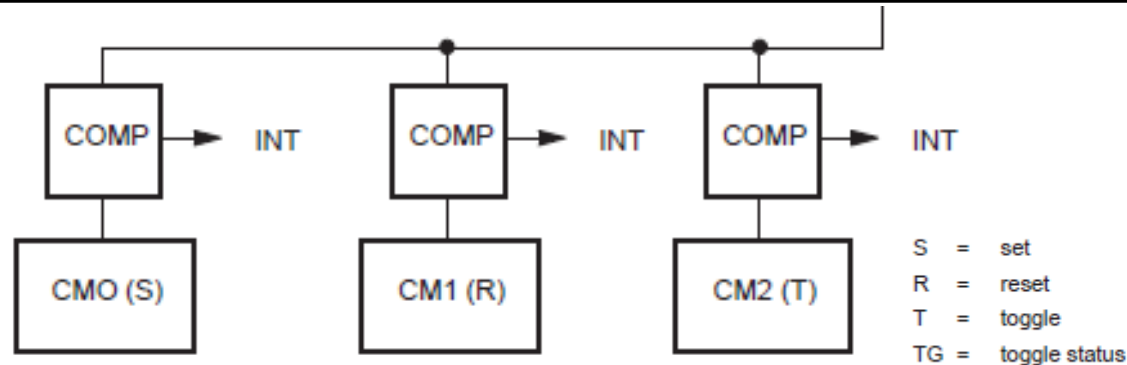 COMP INT COMP INT COMP INT
CMO (S) CM1 (R) CM2 (T)
S = set
R = reset
T = toggle
TG = toggle status